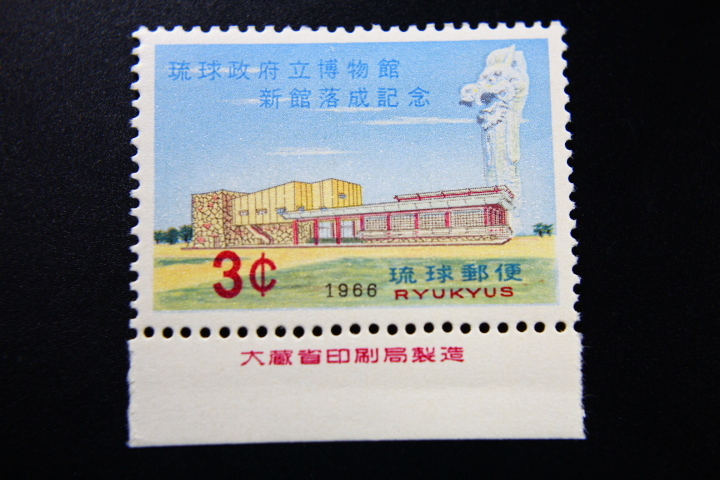 琉球政府立博物館
新館落成記念
3¢
1966
琉球郵便
RYUKYUS
大蔵省印刷局製造